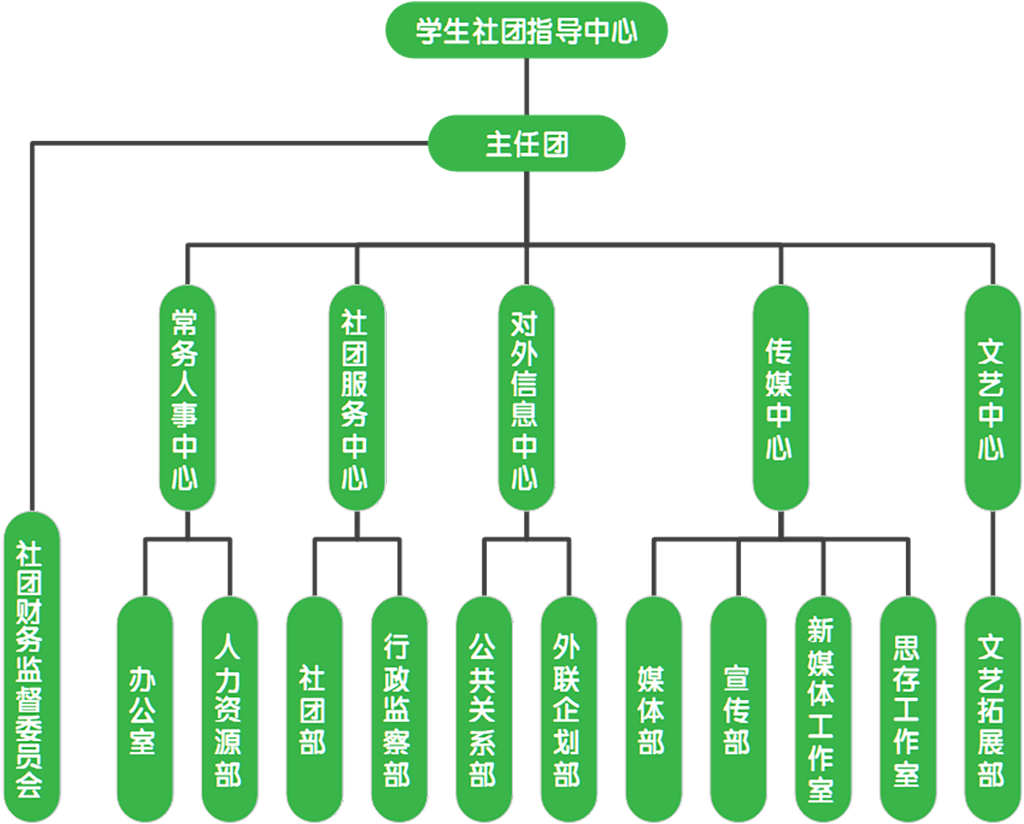 学生社团指导中心
主任团
常务人事中心
社团服务中心
对外信息中心
传媒中心
文艺中心
社团财务监督委员会
办公室
人力资源部
社团部
行政监察部
公共关系部
外联企划部
媒体部
宣传部
新媒体工作室
思存工作室
文艺拓展部